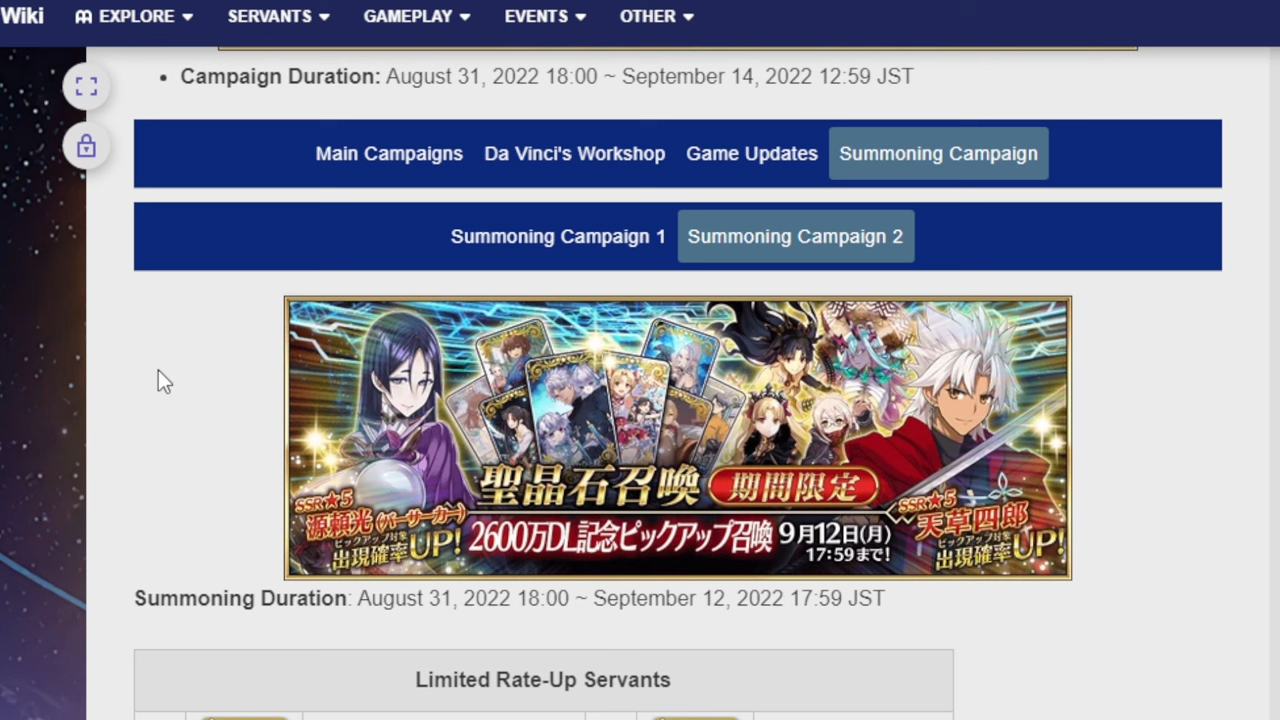 Wiki EXPLORE SERVANTS GAMEPLAY EVENTS OTHER
Campaign Duration: August 31, 2022 18:00 ~ September 14, 2022 12:59 JST
Main Campaigns Da Vinci's Workshop Game Updates Summoning Campaign
Summoning Campaign 1 Summoning Campaign 2
聖晶石召喚 期間限定
SSR★5
源頼光(バーサーカー)
ピックアップ対象
出現確率UP!
2600万DL記念ピックアップ召喚 9月12日(月)
17:59まで!
SSR★5
天草四郎
ピックアップ対象
出現確率UP!
Summoning Duration: August 31, 2022 18:00 ~ September 12, 2022 17:59 JST
Limited Rate-Up Servants